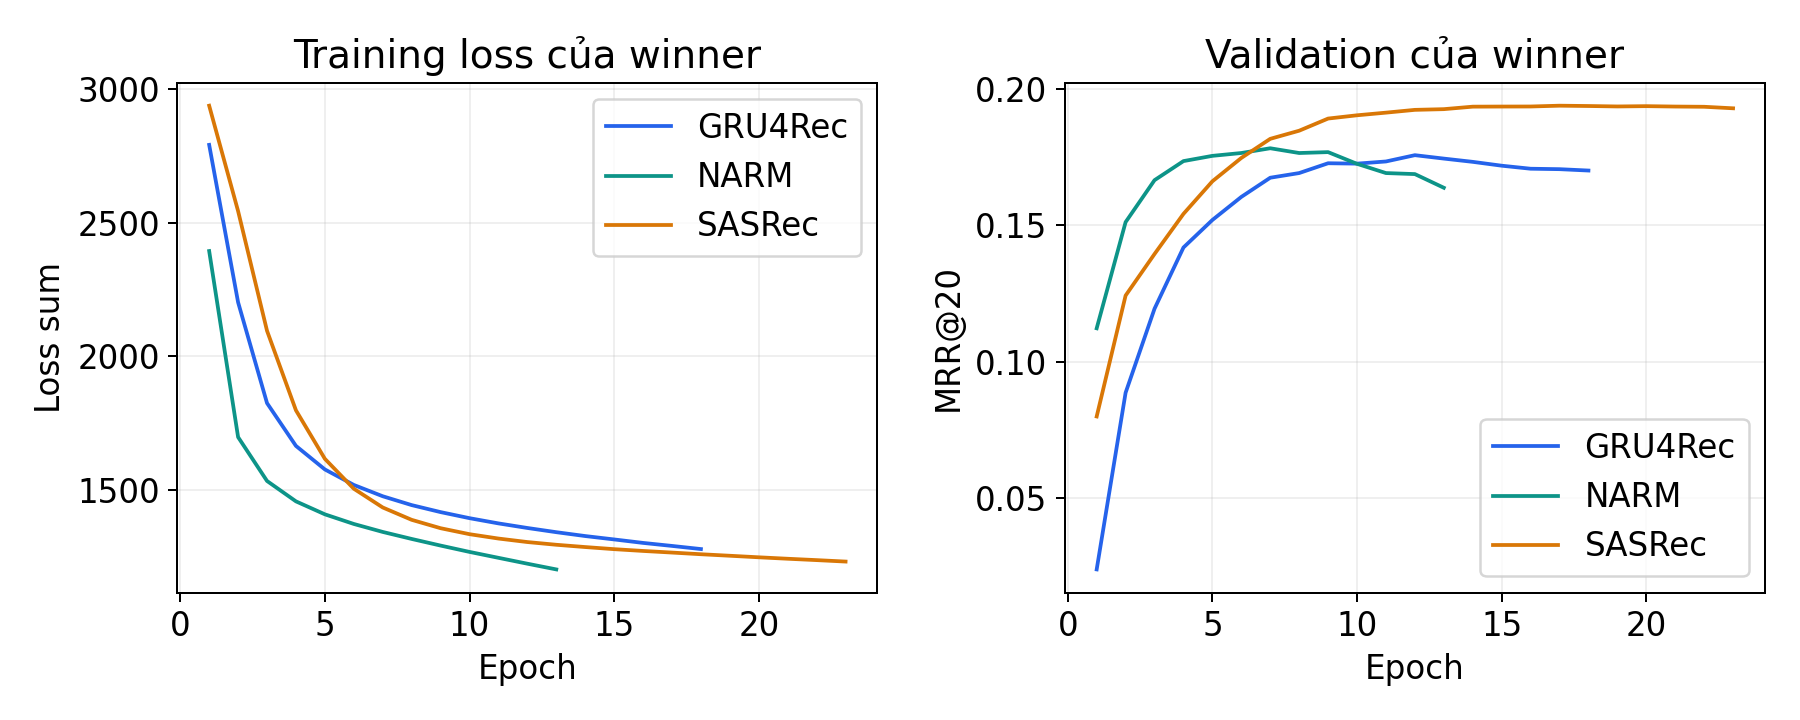 Training loss của winner
3000
2500
2000
1500
Loss sum
GRU4Rec
NARM
SASRec
0 5 10 15 20
Epoch
Validation của winner
0.20
0.15
0.10
0.05
MRR@20
GRU4Rec
NARM
SASRec
0 5 10 15 20
Epoch